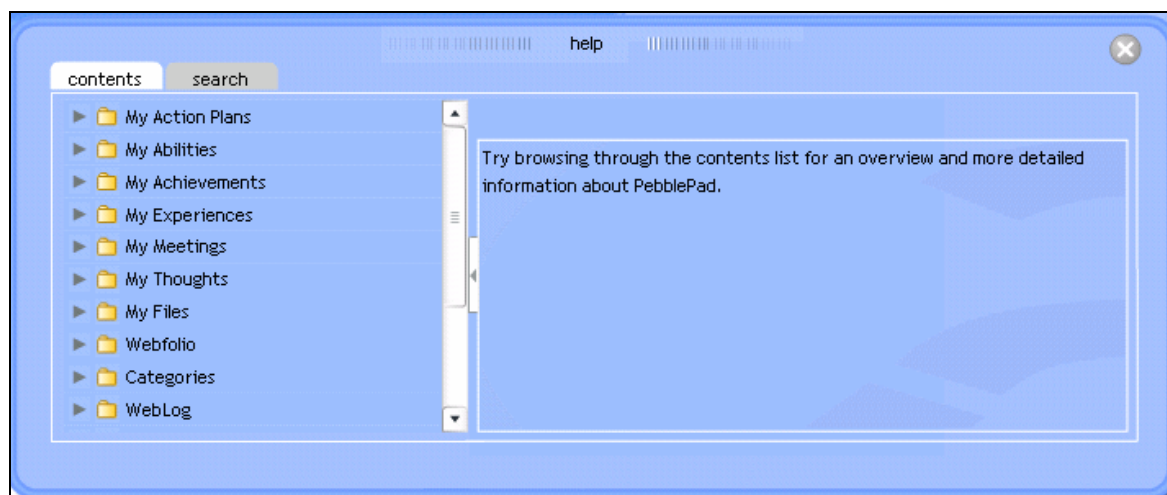 help
contents
search
My Action Plans
My Abilities
My Achievements
My Experiences
My Meetings
My Thoughts
My Files
Webfolio
Categories
WebLog
Try browsing through the contents list for an overview and more detailed
information about PebblePad.